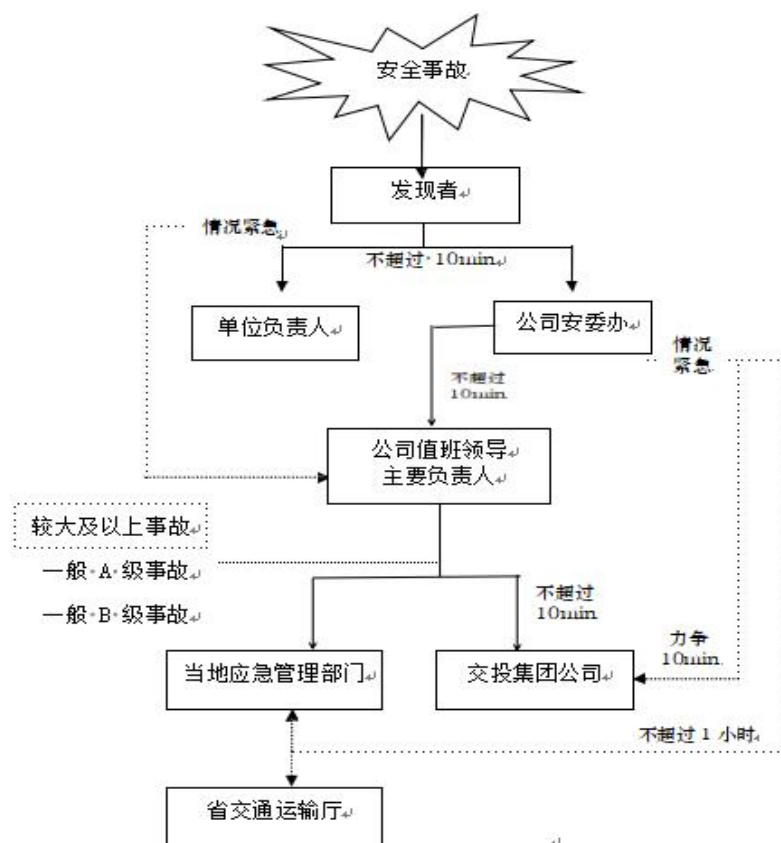 安全事故
发现者
情况紧急
不超过·10min
单位负责人
公司安委办
情况
紧急
不超过
10min
公司值班领导
主要负责人
较大及以上事故
一般·A·级事故
一般·B·级事故
不超过
10min
力争
10min.
当地应急管理部门
交投集团公司
不超过 1 小时
省交通运输厅